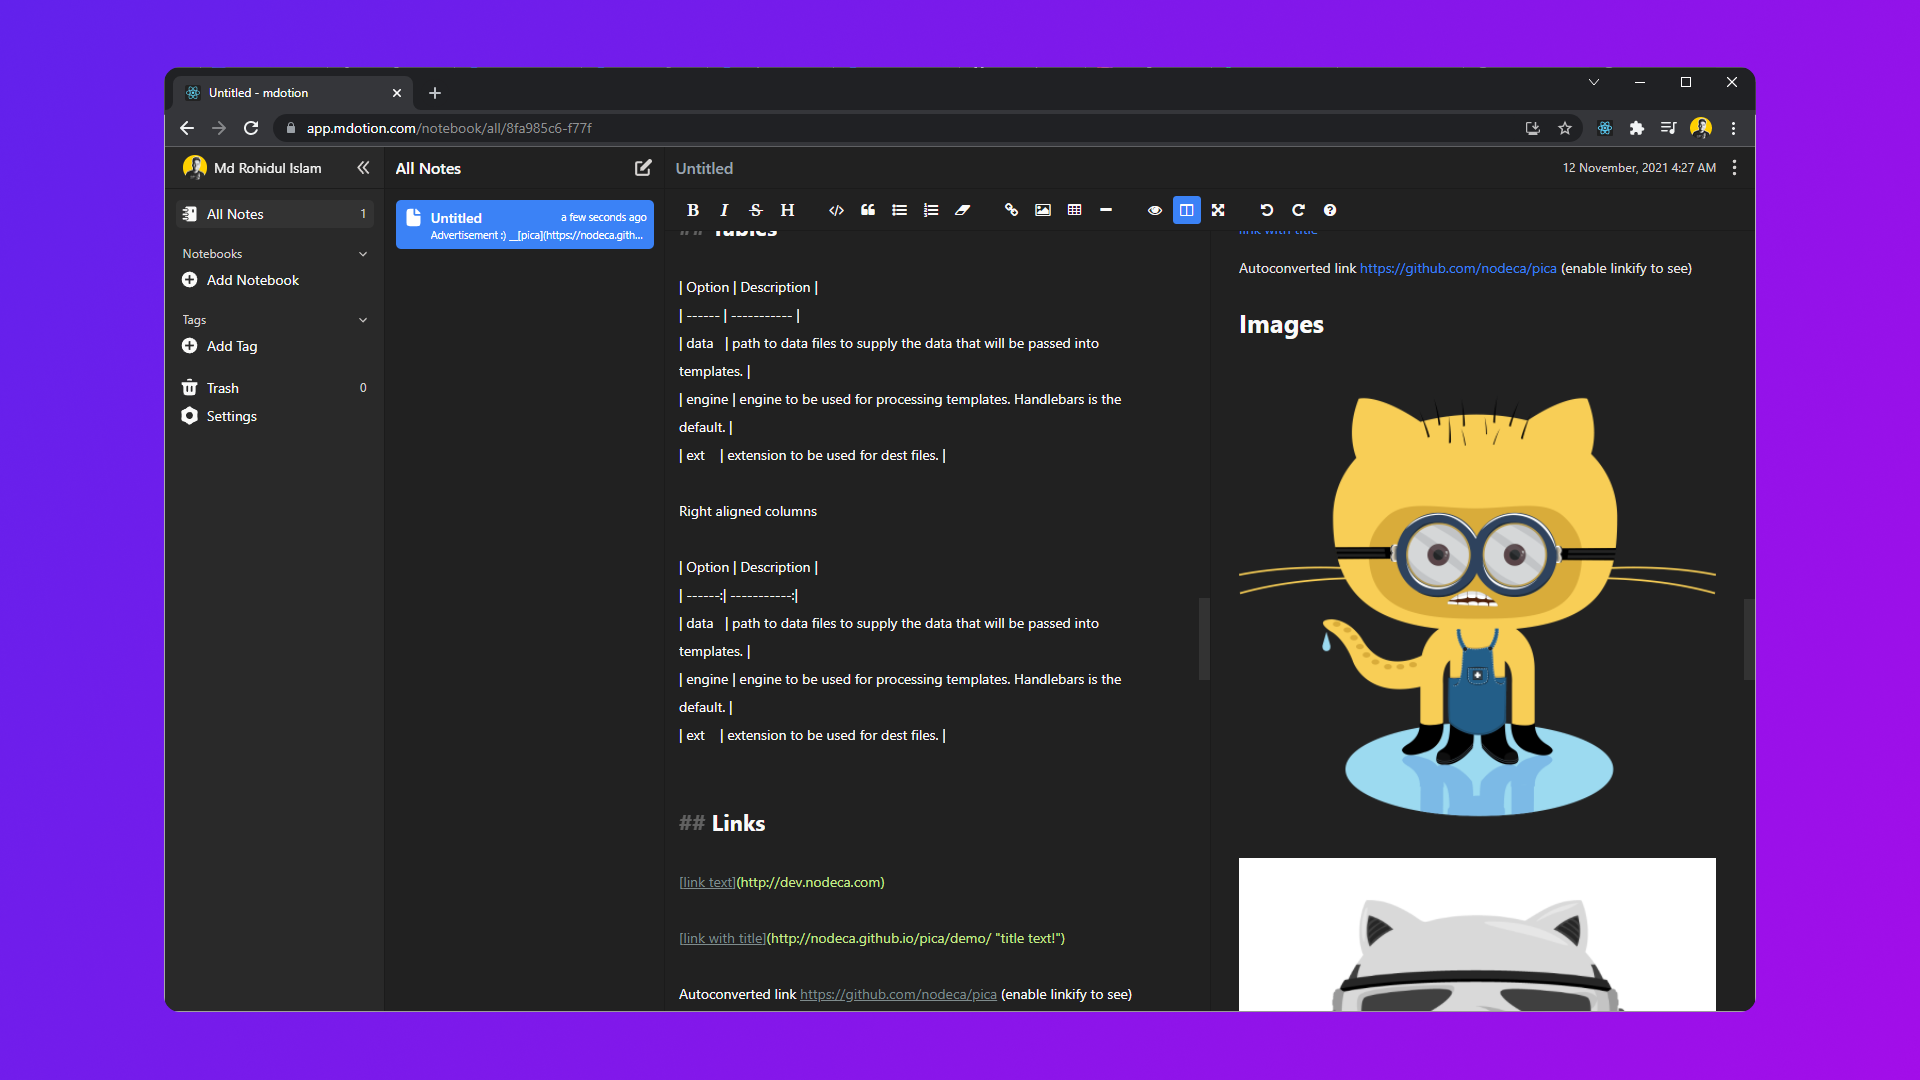 Untitled - mdotion
app.mdotion.com/notebook/all/8fa985c6-f77f
Md Rohidul Islam
All Notes 1
Notebooks
Add Notebook
Tags
Add Tag
Trash 0
Settings
All Notes
Untitled a few seconds ago
Advertisement :) __[pica](https://nodeca.gith...
Untitled
12 November, 2021 4:27 AM
B I S H
## Tables
| Option | Description |
| ------ | ----------- |
| data   | path to data files to supply the data that will be passed into
templates. |
| engine | engine to be used for processing templates. Handlebars is the
default. |
| ext    | extension to be used for dest files. |
Right aligned columns
| Option | Description |
| ------:| -----------:|
| data   | path to data files to supply the data that will be passed into
templates. |
| engine | engine to be used for processing templates. Handlebars is the
default. |
| ext    | extension to be used for dest files. |
## Links
[link text](http://dev.nodeca.com)
[link with title](http://nodeca.github.io/pica/demo/ "title text!")
Autoconverted link https://github.com/nodeca/pica (enable linkify to see)
link with title
Autoconverted link https://github.com/nodeca/pica (enable linkify to see)
Images